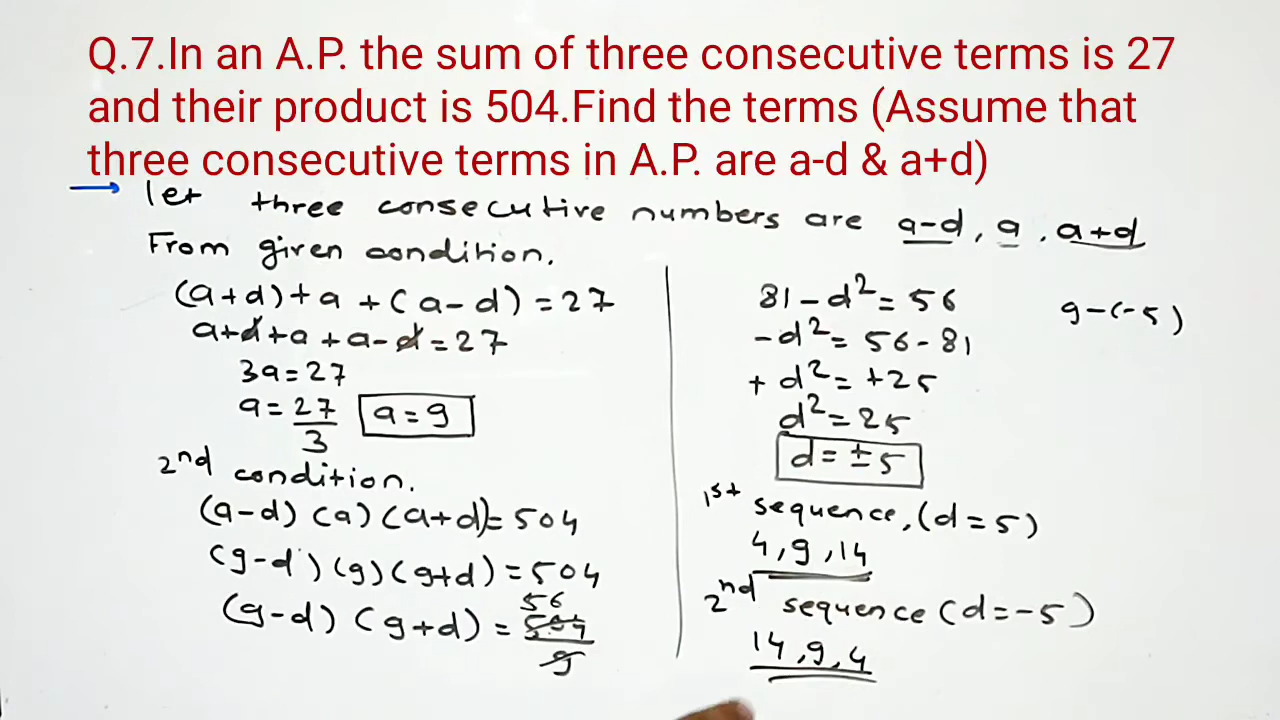 Q.7.In an A.P. the sum of three consecutive terms is 27
and their product is 504.Find the terms (Assume that
three consecutive terms in A.P. are a-d & a+d)
→ let three consecutive numbers are a-d, a, a+d
From given condition.
(a+d)+a+(a-d)=27
a+d+a+a-d=27
3a=27
a=27/3 a=9
2nd condition.
(a-d)(a)(a+d)=504
(9-d)(9)(9+d)=504
56
(9-d)(9+d)=504/9
81-d²=56
-d²=56-81
+d²=+25
d²=25
d=±5
1st sequence,(d=5)
4,9,14
2nd sequence(d=-5)
14,9,4
9-(-5)